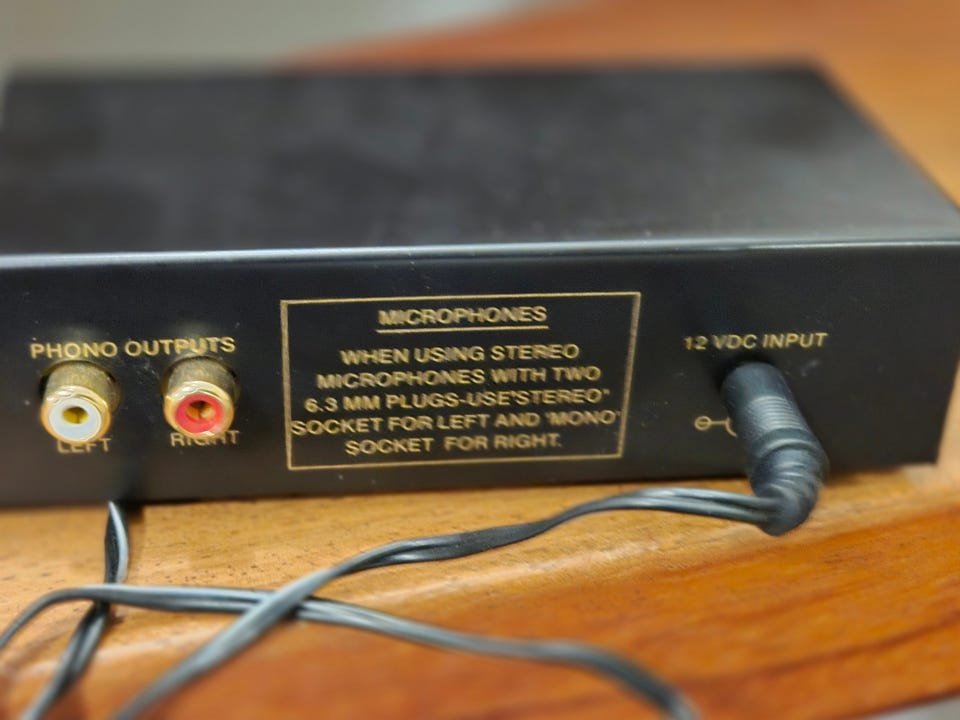 PHONO OUTPUTS
LEFT
RIGHT
MICROPHONES
WHEN USING STEREO
MICROPHONES WITH TWO
6.3 MM PLUGS-USE"STEREO"
SOCKET FOR LEFT AND 'MONO'
SOCKET FOR RIGHT.
12 VDC INPUT